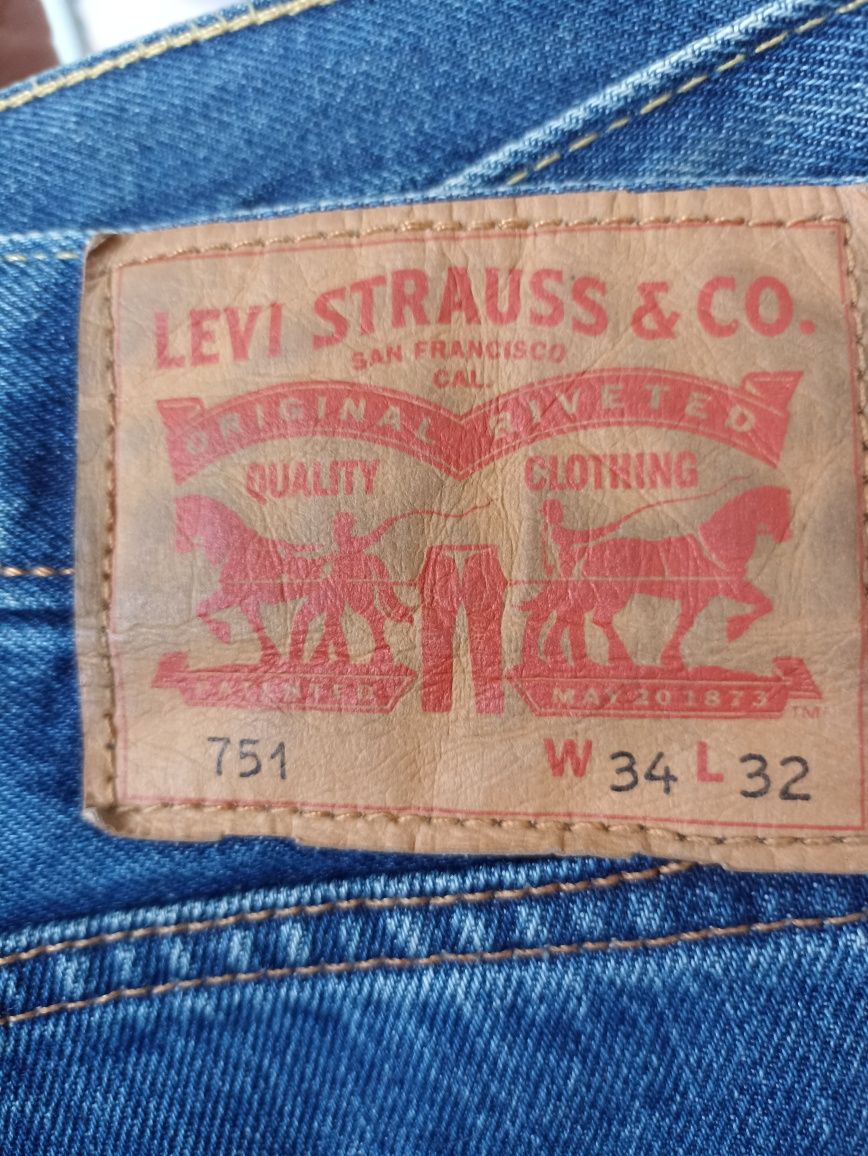 LEVI STRAUSS & CO.
SAN FRANCISCO
CAL.
ORIGINAL RIVETED
QUALITY CLOTHING
PATENTED MAY 20 1873 TM
751 W 34 L 32